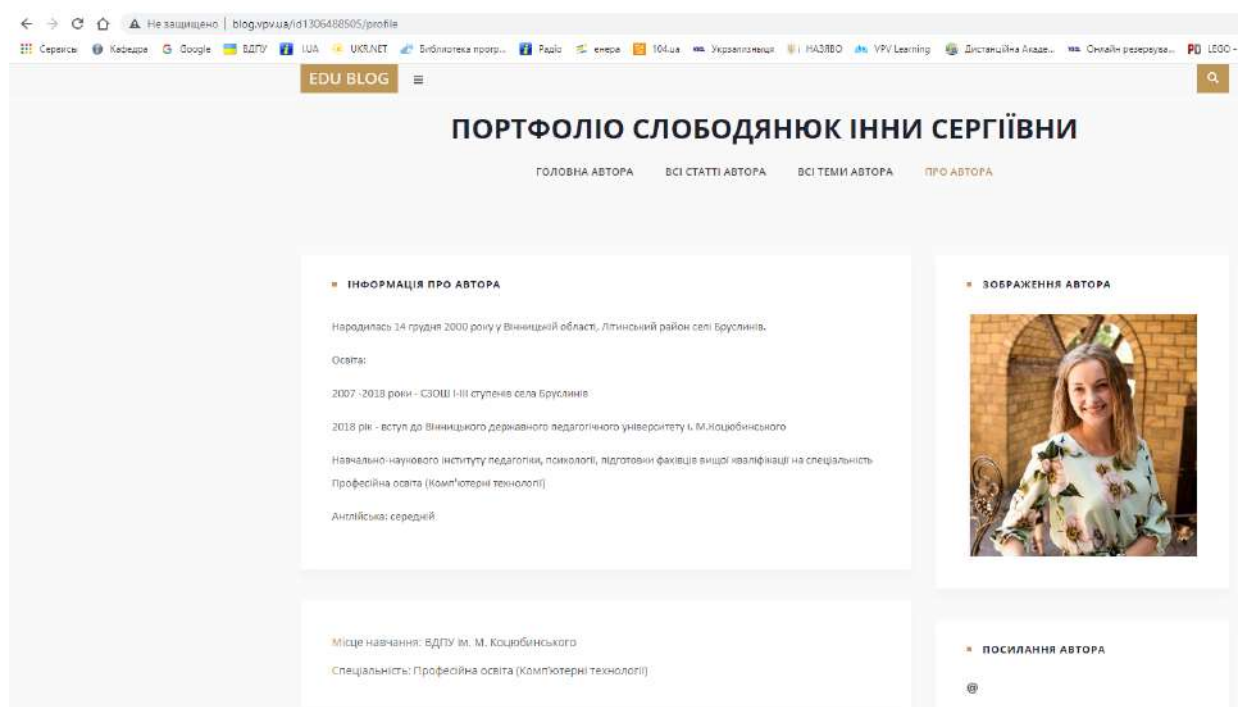 Не защищено | blog.vpv.ua/id1306488505/profile
Сервисы Кафедра Google ВДПУ I.UA UKR.NET Библиотека прогр... Радіо енера 104.ua Укрзалізниця НАЗЯВО VPV Learning Дистанційна Акаде... Онлайн резервува... LEGO -
EDU BLOG
ПОРТФОЛІО СЛОБОДЯНЮК ІННИ СЕРГІЇВНИ
ГОЛОВНА АВТОРА ВСІ СТАТТІ АВТОРА ВСІ ТЕМИ АВТОРА ПРО АВТОРА
ІНФОРМАЦІЯ ПРО АВТОРА
Народилась 14 грудня 2000 року у Вінницькій області, Літинський район селі Бруслинів.
Освіта:
2007 -2018 роки - СЗОШ І-ІІІ ступенів села Бруслинів
2018 рік - вступ до Вінницького державного педагогічного університету і. М.Коцюбинського
Навчально-наукового інституту педагогіки, психології, підготовки фахівців вищої кваліфікації на спеціальність
Професійна освіта (Комп'ютерні технології)
Англійська: середній
ЗОБРАЖЕННЯ АВТОРА
Місце навчання: ВДПУ ім. М. Коцюбинського
Спеціальність: Професійна освіта (Комп'ютерні технології)
ПОСИЛАННЯ АВТОРА
@